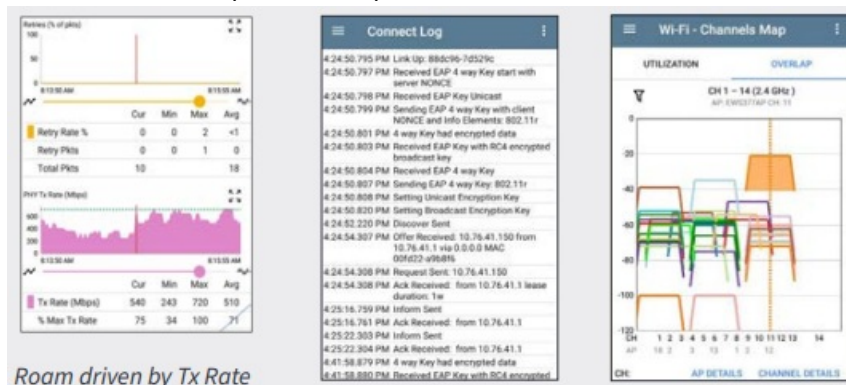 Retries (% of pkts)
100
50
8:13:50 AM 8:15:55 AM
Cur Min Max Avg
Retry Rate % 0 0 2 <1
Retry Pkts 0 0 1 0
Total Pkts 10 18
PHY Tx Rate (Mbps)
600
400
200
8:13:50 AM 8:15:55 AM
Cur Min Max Avg
Tx Rate (Mbps) 540 243 720 510
% Max Tx Rate 75 34 100 71
Roam driven by Tx Rate
Connect Log
4:24:50.795 PM Link Up: 88dc96-7d529c
4:24:50.797 PM Received EAP 4 way Key start with
server NONCE
4:24:50.798 PM Received EAP Key Unicast
4:24:50.799 PM Sending EAP 4 way Key with client
NONCE and Info Elements: 802.11r
4:24:50.801 PM 4 way Key had encrypted data
4:24:50.803 PM Received EAP Key with RC4 encrypted
broadcast key
4:24:50.804 PM Received EAP 4 way Key
4:24:50.807 PM Sending EAP 4 way Key: 802.11r
4:24:50.808 PM Setting Unicast Encryption Key
4:24:50.820 PM Setting Broadcast Encryption Key
4:24:52.220 PM Discover Sent
4:24:54.307 PM Offer Received: 10.76.41.150 from
10.76.41.1 via 0.0.0.0 MAC
00fd22-a9b8f6
4:24:54.308 PM Request Sent: 10.76.41.150
4:24:54.308 PM Ack Received: from 10.76.41.1 lease
duration: 1w
4:25:16.759 PM Inform Sent
4:25:16.761 PM Ack Received: from 10.76.41.1
4:25:22.303 PM Inform Sent
4:25:22.304 PM Ack Received: from 10.76.41.1
4:41:58.879 PM 4 way Key had encrypted data
4:41:58.880 PM Received EAP Key with RC4 encrypted
Wi-Fi - Channels Map
UTILIZATION OVERLAP
CH 1 – 14 (2.4 GHz )
AP: EWS377AP CH: 11
0
-20
-40
-60
-80
-100
-120
CH 1 2 3 4 5 6 7 8 9 10 11 12 13 14
AP 16 2 3 13 1 2 12
CH: AP DETAILS CHANNEL DETAILS